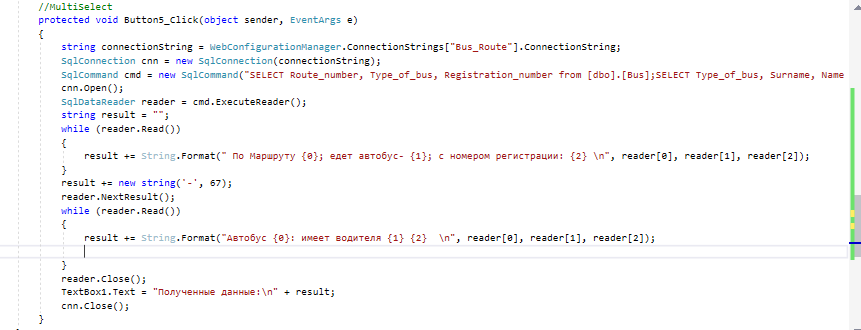 //MultiSelect
protected void Button5_Click(object sender, EventArgs e)
{
string connectionString = WebConfigurationManager.ConnectionStrings["Bus_Route"].ConnectionString;
SqlConnection cnn = new SqlConnection(connectionString);
SqlCommand cmd = new SqlCommand("SELECT Route_number, Type_of_bus, Registration_number from [dbo].[Bus];SELECT Type_of_bus, Surname, Name
cnn.Open();
SqlDataReader reader = cmd.ExecuteReader();
string result = "";
while (reader.Read())
{
result += String.Format(" По Маршруту {0}; едет автобус- {1}; с номером регистрации: {2} \n", reader[0], reader[1], reader[2]);
}
result += new string('-', 67);
reader.NextResult();
while (reader.Read())
{
result += String.Format("Автобус {0}: имеет водителя {1} {2}  \n", reader[0], reader[1], reader[2]);
}
reader.Close();
TextBox1.Text = "Полученные данные:\n" + result;
cnn.Close();
}